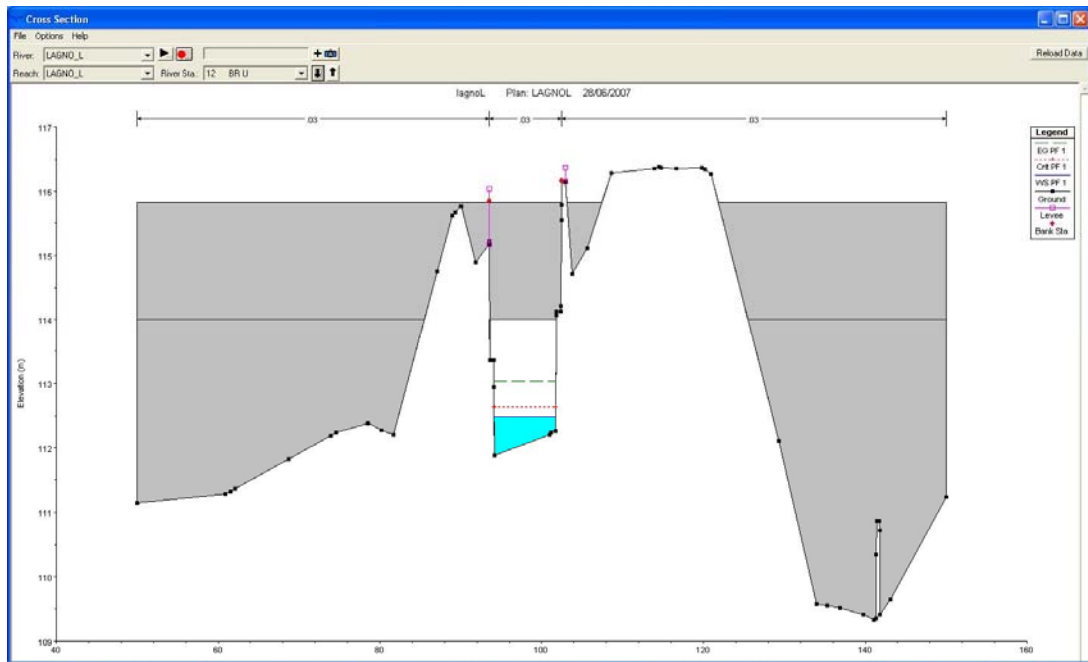 Cross Section
File Options Help
River: LAGNO_L
Reload Data
Reach: LAGNO_L River Sta.: 12 BR U
lagnoL Plan: LAGNOL 28/06/2007
.03 .03 .03
Legend
EG PF 1
Crit PF 1
WS PF 1
Ground
Levee
Bank Sta
117
116
115
114
113
112
111
110
109
Elevation (m)
40 60 80 100 120 140 160